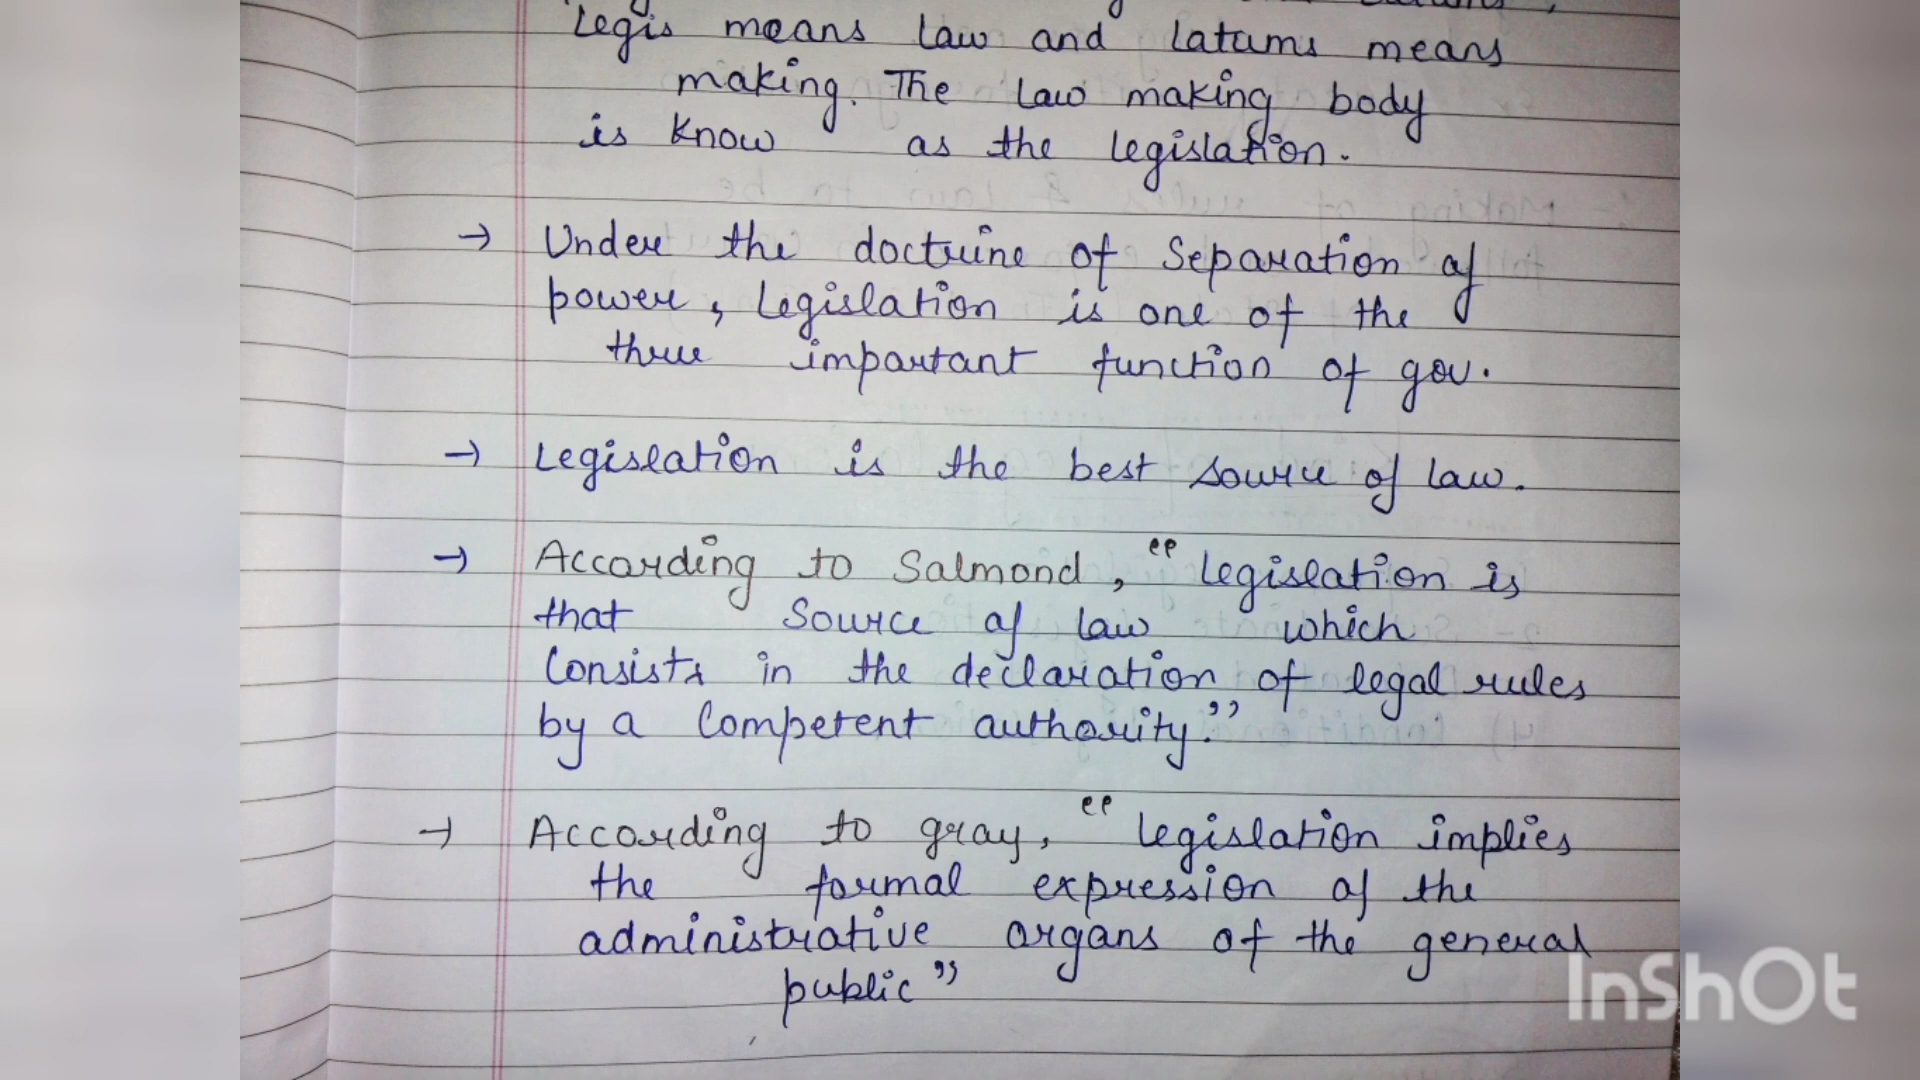 Legis means law and latums means
making. The law making body
is know as the legislation.
→ Under the doctrine of Separation of
power, legislation is one of the
three important function of gov.
→ Legislation is the best source of law.
→ According to Salmond, "legislation is
that source of law which
consists in the declaration of legal rules
by a competent authority."
→ According to gray, "legislation implies
the formal expression of the
administrative organs of the general
public"
InShOt